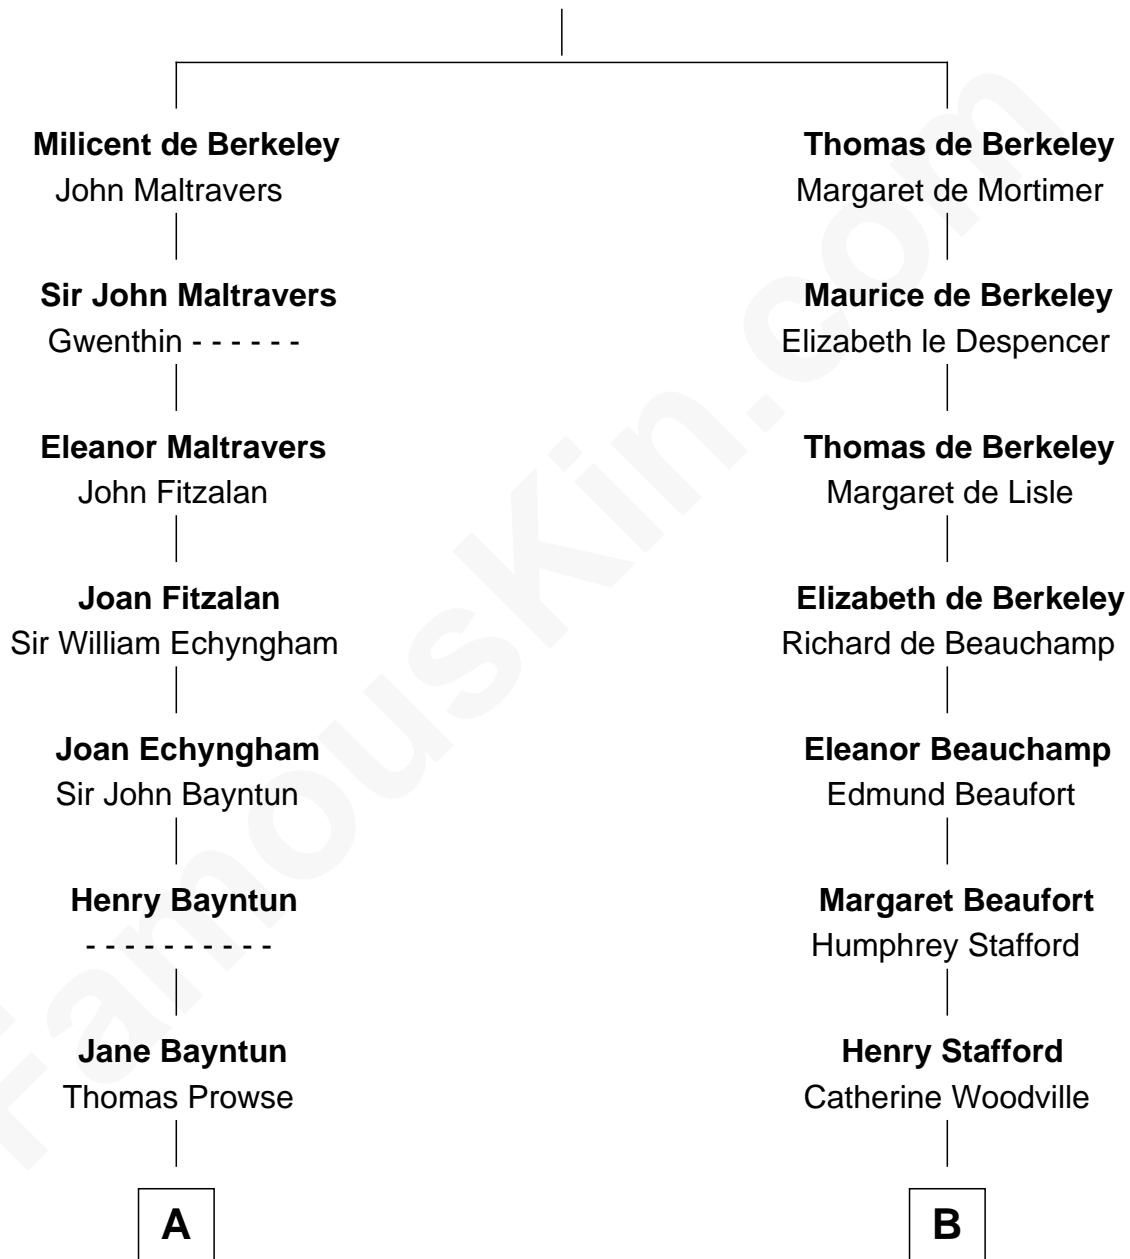 Milicent de Berkeley
John Maltravers
Sir John Maltravers
Gwenthin - - - - - -
Eleanor Maltravers
John Fitzalan
Joan Fitzalan
Sir William Echyngham
Joan Echyngham
Sir John Bayntun
Henry Bayntun
- - - - - - - - - -
Jane Bayntun
Thomas Prowse
A
Thomas de Berkeley
Margaret de Mortimer
Maurice de Berkeley
Elizabeth le Despencer
Thomas de Berkeley
Margaret de Lisle
Elizabeth de Berkeley
Richard de Beauchamp
Eleanor Beauchamp
Edmund Beaufort
Margaret Beaufort
Humphrey Stafford
Henry Stafford
Catherine Woodville
B
FamousKin.com